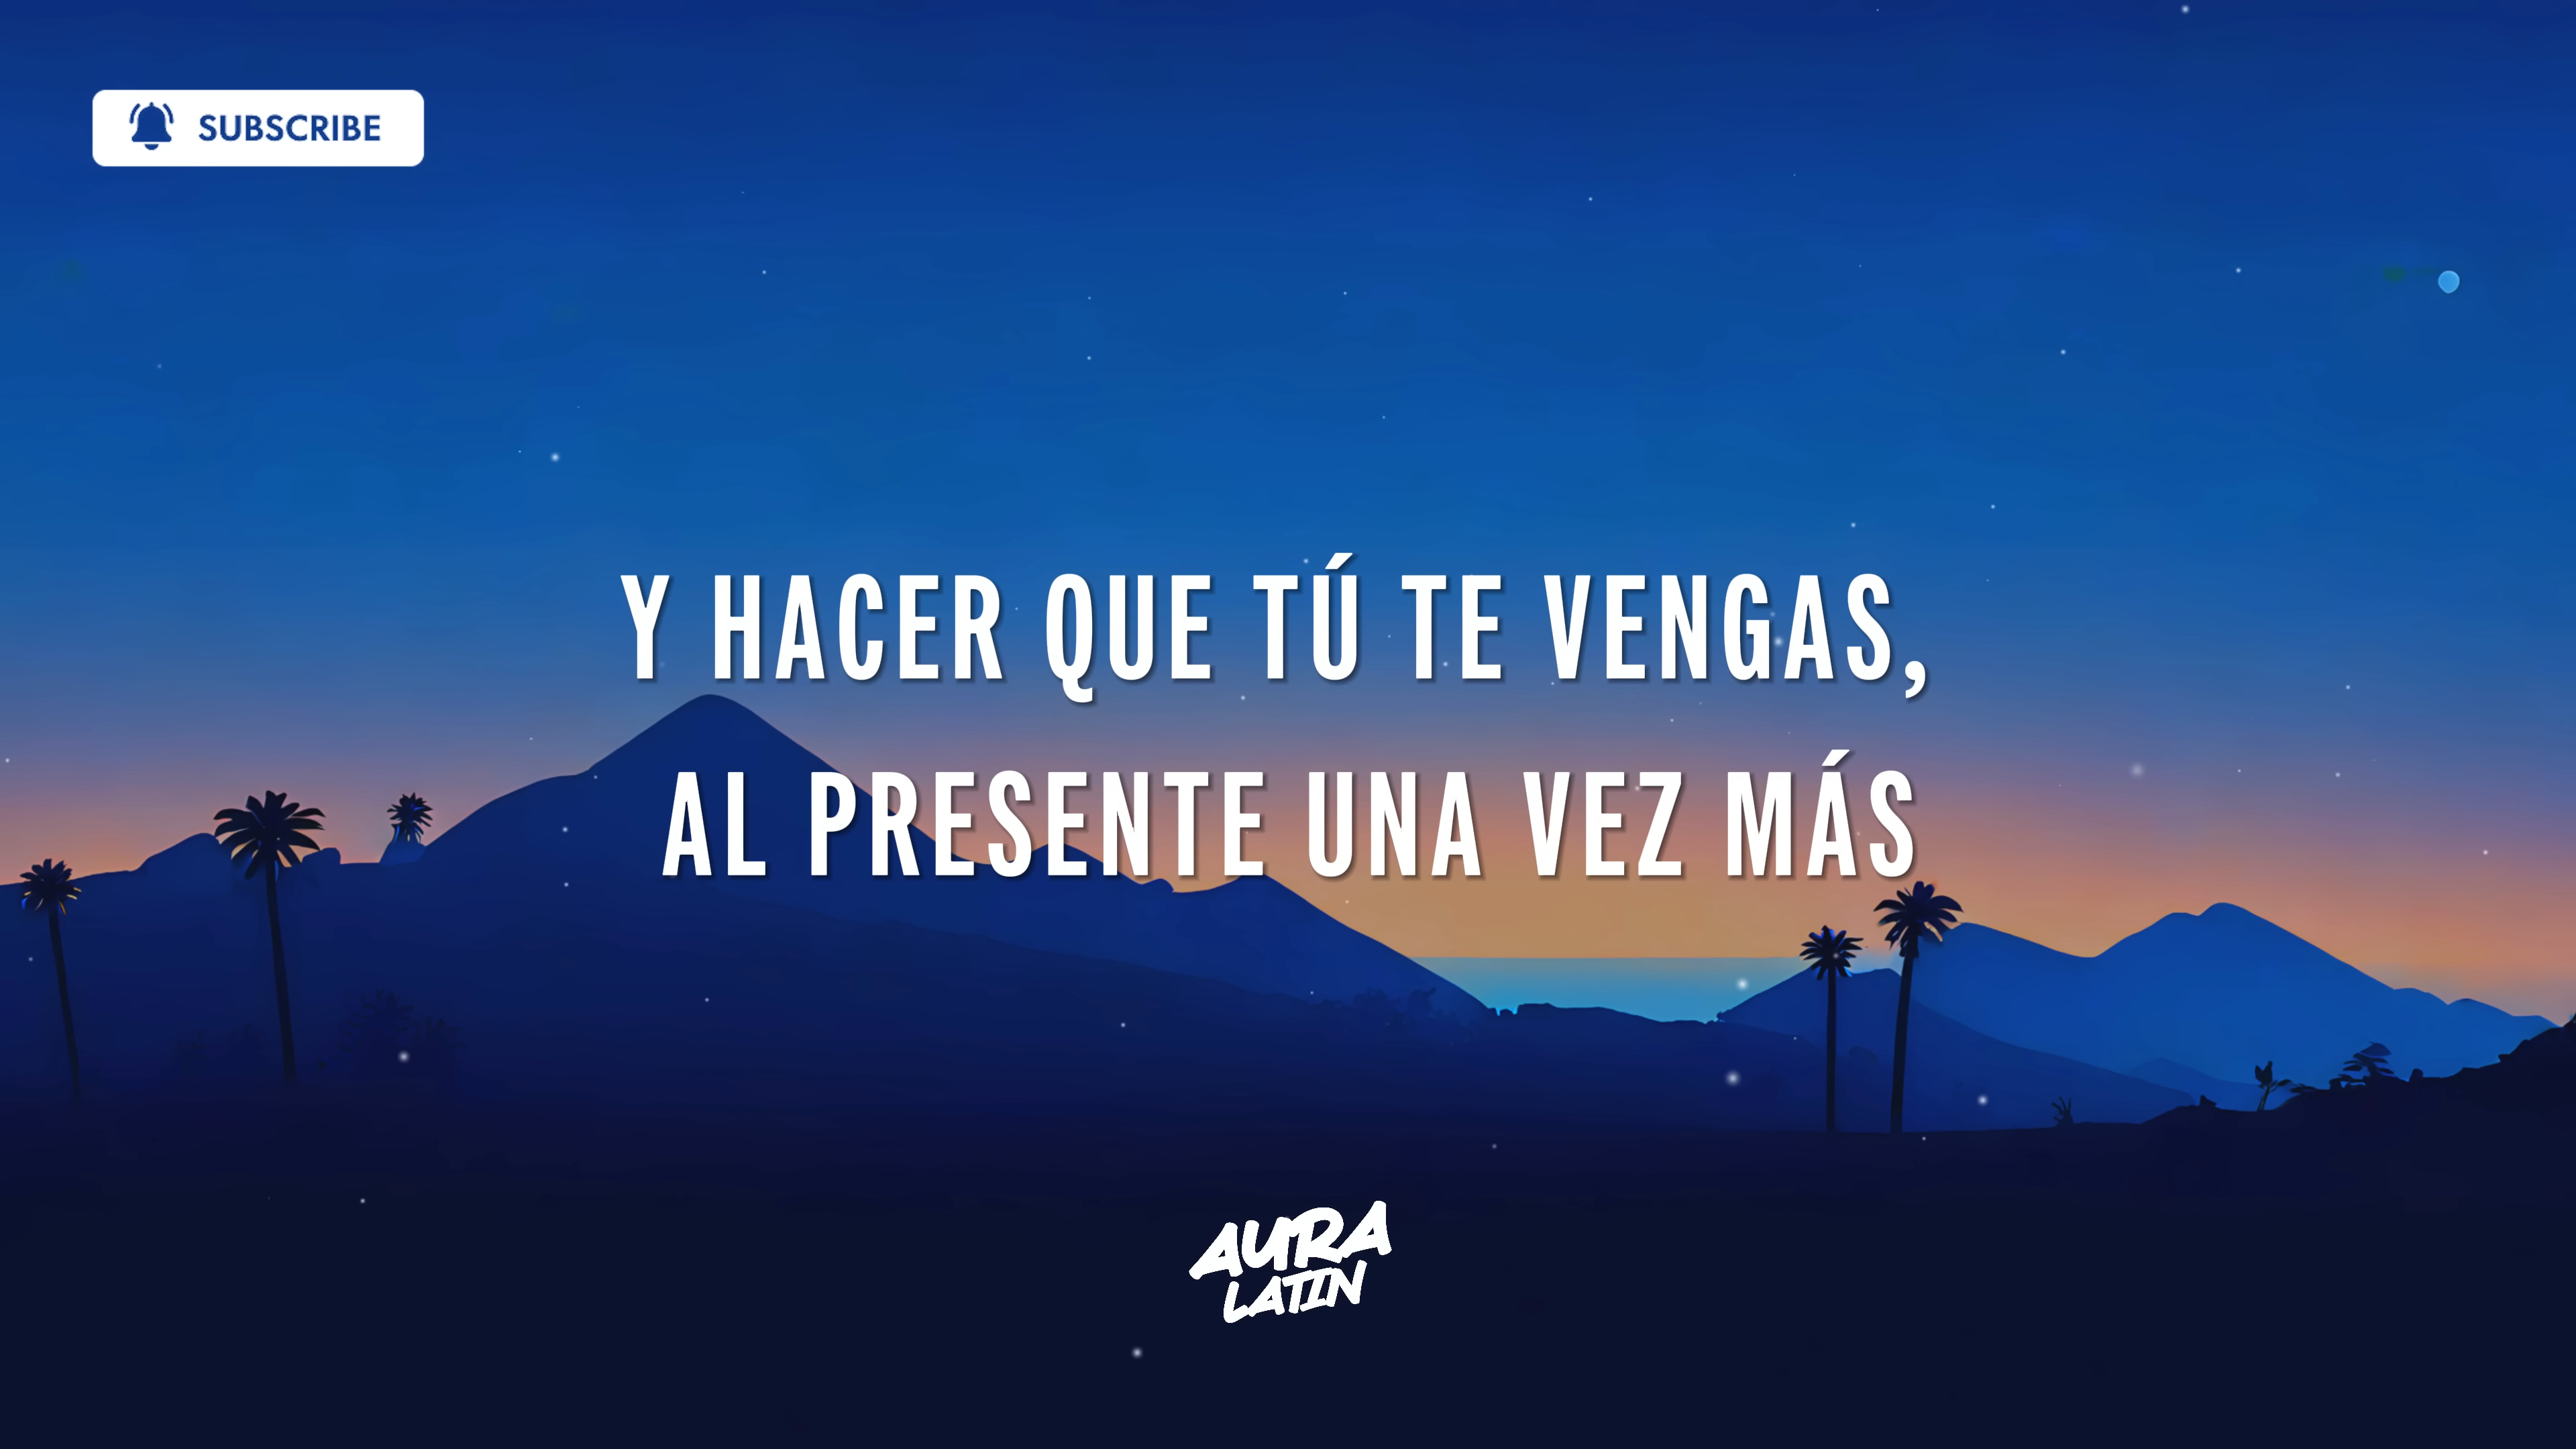 SUBSCRIBE
Y HACER QUE TÚ TE VENGAS,
AL PRESENTE UNA VEZ MÁS
AURA
LATIN